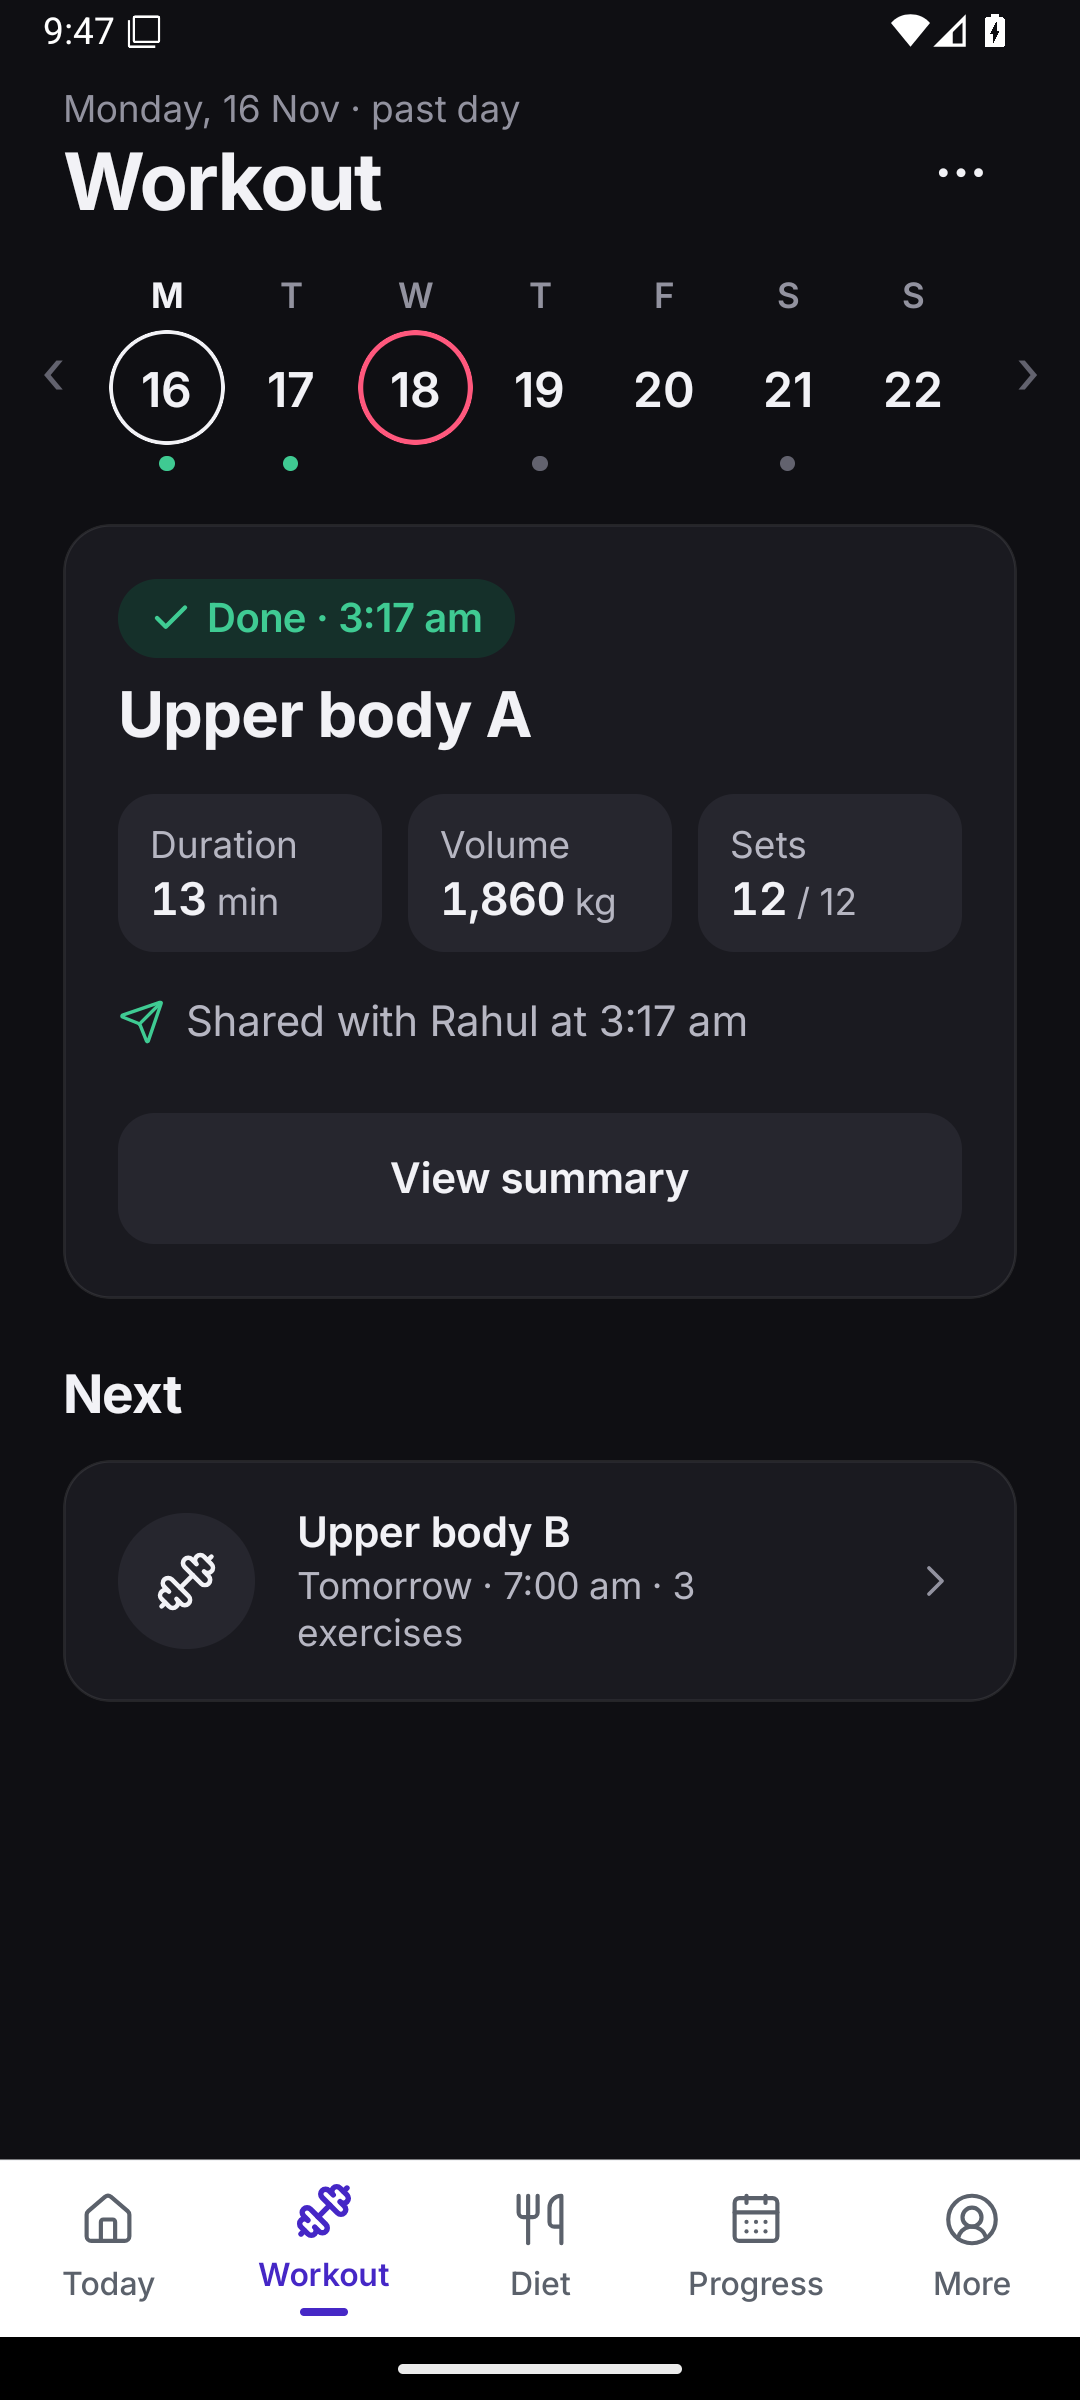 9:47
Monday, 16 Nov · past day
Workout
M T W T F S S
16 17 18 19 20 21 22
Done · 3:17 am
Upper body A
Duration Volume Sets
13 min 1,860 kg 12 / 12
Shared with Rahul at 3:17 am
View summary
Next
Upper body B
Tomorrow · 7:00 am · 3
exercises
Today Workout Diet Progress More